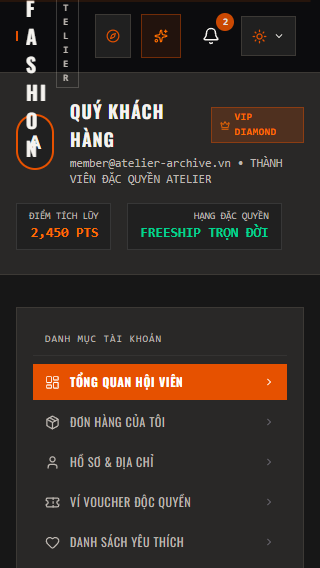 FASHION
ATELIER
2
A
QUÝ KHÁCH
HÀNG
VIP
DIAMOND
member@atelier-archive.vn • THÀNH
VIÊN ĐẶC QUYỀN ATELIER
ĐIỂM TÍCH LŨY
2,450 PTS
HẠNG ĐẶC QUYỀN
FREESHIP TRỌN ĐỜI
DANH MỤC TÀI KHOẢN
TỔNG QUAN HỘI VIÊN
ĐƠN HÀNG CỦA TÔI
HỒ SƠ & ĐỊA CHỈ
VÍ VOUCHER ĐỘC QUYỀN
DANH SÁCH YÊU THÍCH